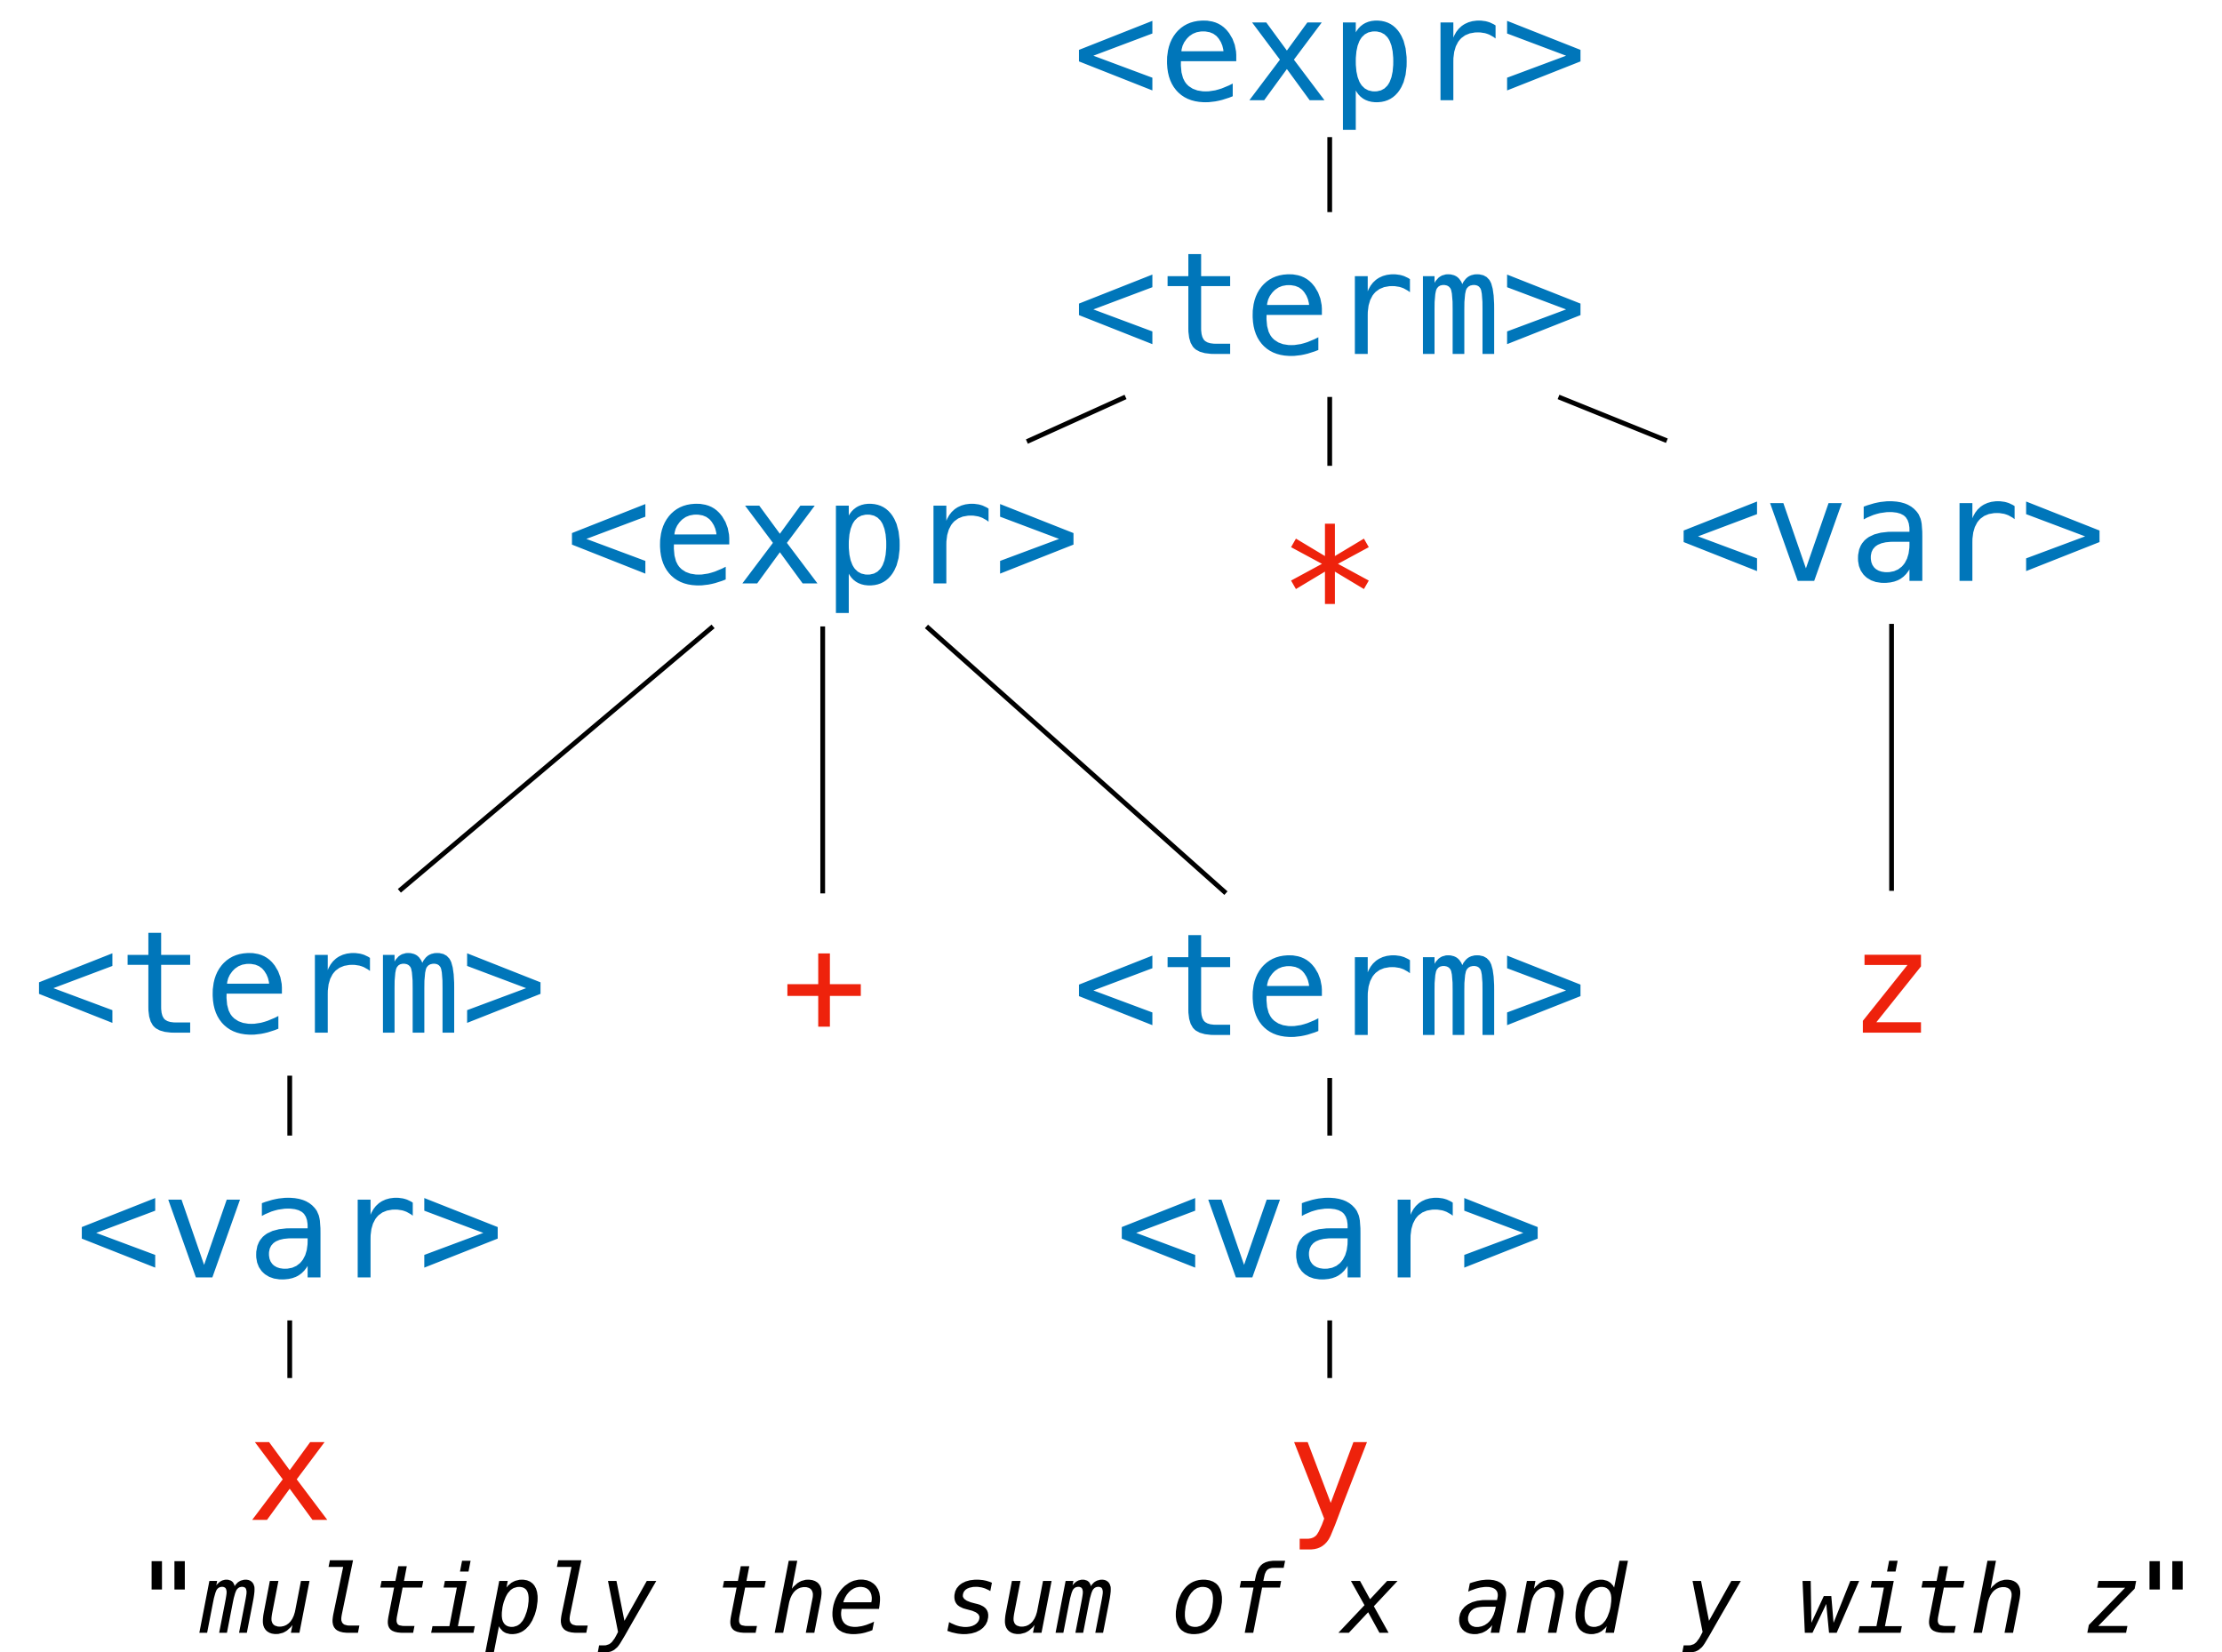 <expr>
<term>
<expr> * <var>
<term> + <term> z
<var> <var>
x y
"multiply the sum of x and y with z"